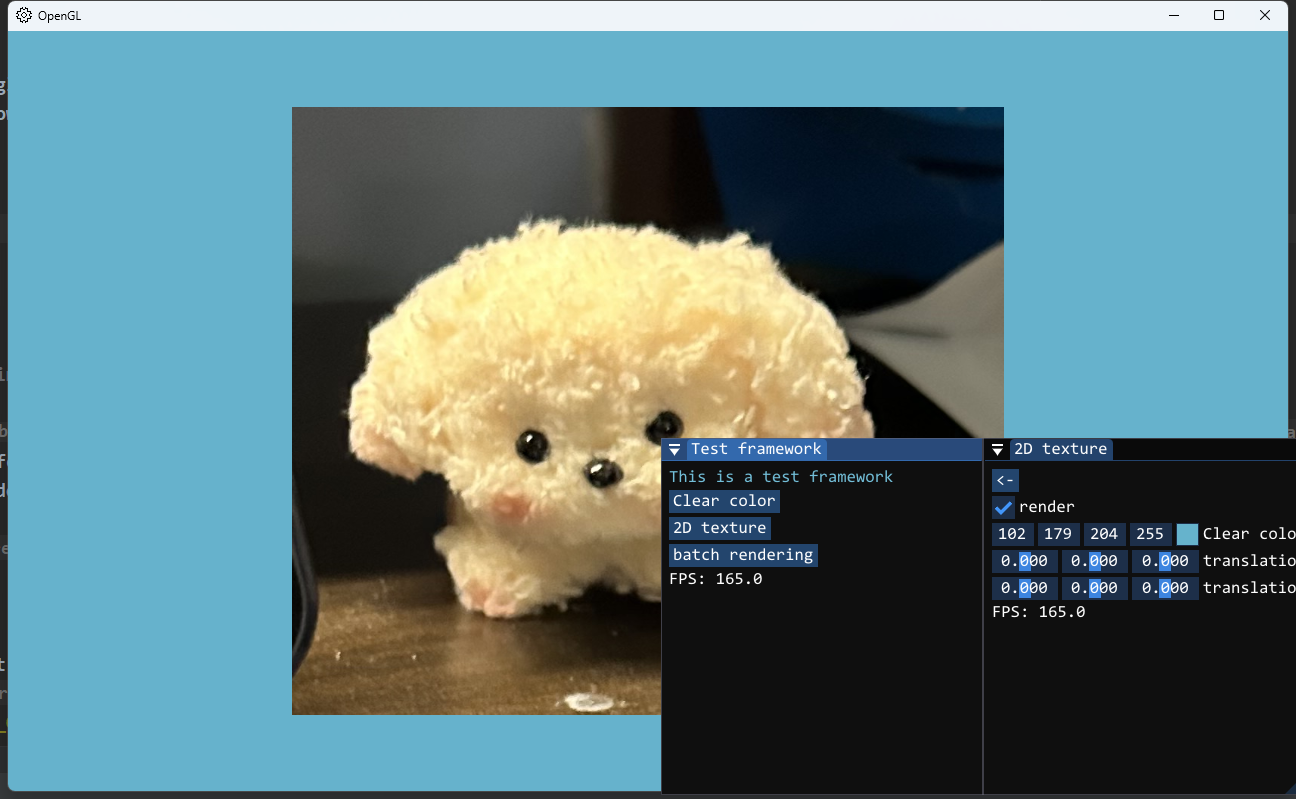 OpenGL
Test framework
This is a test framework
Clear color
2D texture
batch rendering
FPS: 165.0
2D texture
<-
render
102 179 204 255 Clear colo
0.000 0.000 0.000 translatio
0.000 0.000 0.000 translatio
FPS: 165.0